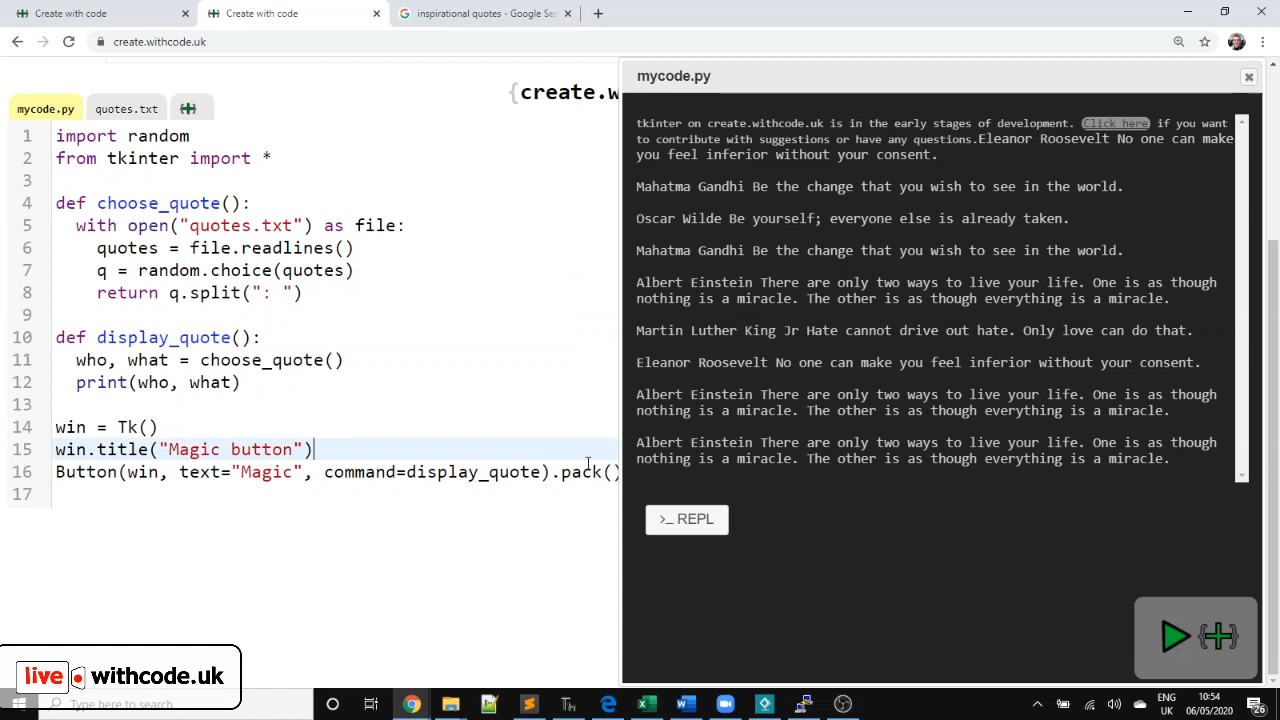 Create with code
Create with code
inspirational quotes - Google Se
create.withcode.uk
{create.w
mycode.py
quotes.txt
1 import random
2 from tkinter import *
3
4 def choose_quote():
5 with open("quotes.txt") as file:
6 quotes = file.readlines()
7 q = random.choice(quotes)
8 return q.split(": ")
9
10 def display_quote():
11 who, what = choose_quote()
12 print(who, what)
13
14 win = Tk()
15 win.title("Magic button")
16 Button(win, text="Magic", command=display_quote).pack()
17
mycode.py
tkinter on create.withcode.uk is in the early stages of development. Click here if you want
to contribute with suggestions or have any questions.Eleanor Roosevelt No one can make
you feel inferior without your consent.
Mahatma Gandhi Be the change that you wish to see in the world.
Oscar Wilde Be yourself; everyone else is already taken.
Mahatma Gandhi Be the change that you wish to see in the world.
Albert Einstein There are only two ways to live your life. One is as though
nothing is a miracle. The other is as though everything is a miracle.
Martin Luther King Jr Hate cannot drive out hate. Only love can do that.
Eleanor Roosevelt No one can make you feel inferior without your consent.
Albert Einstein There are only two ways to live your life. One is as though
nothing is a miracle. The other is as though everything is a miracle.
Albert Einstein There are only two ways to live your life. One is as though
nothing is a miracle. The other is as though everything is a miracle.
>_ REPL
live withcode.uk
Type here to search
ENG
UK
10:54
06/05/2020
26